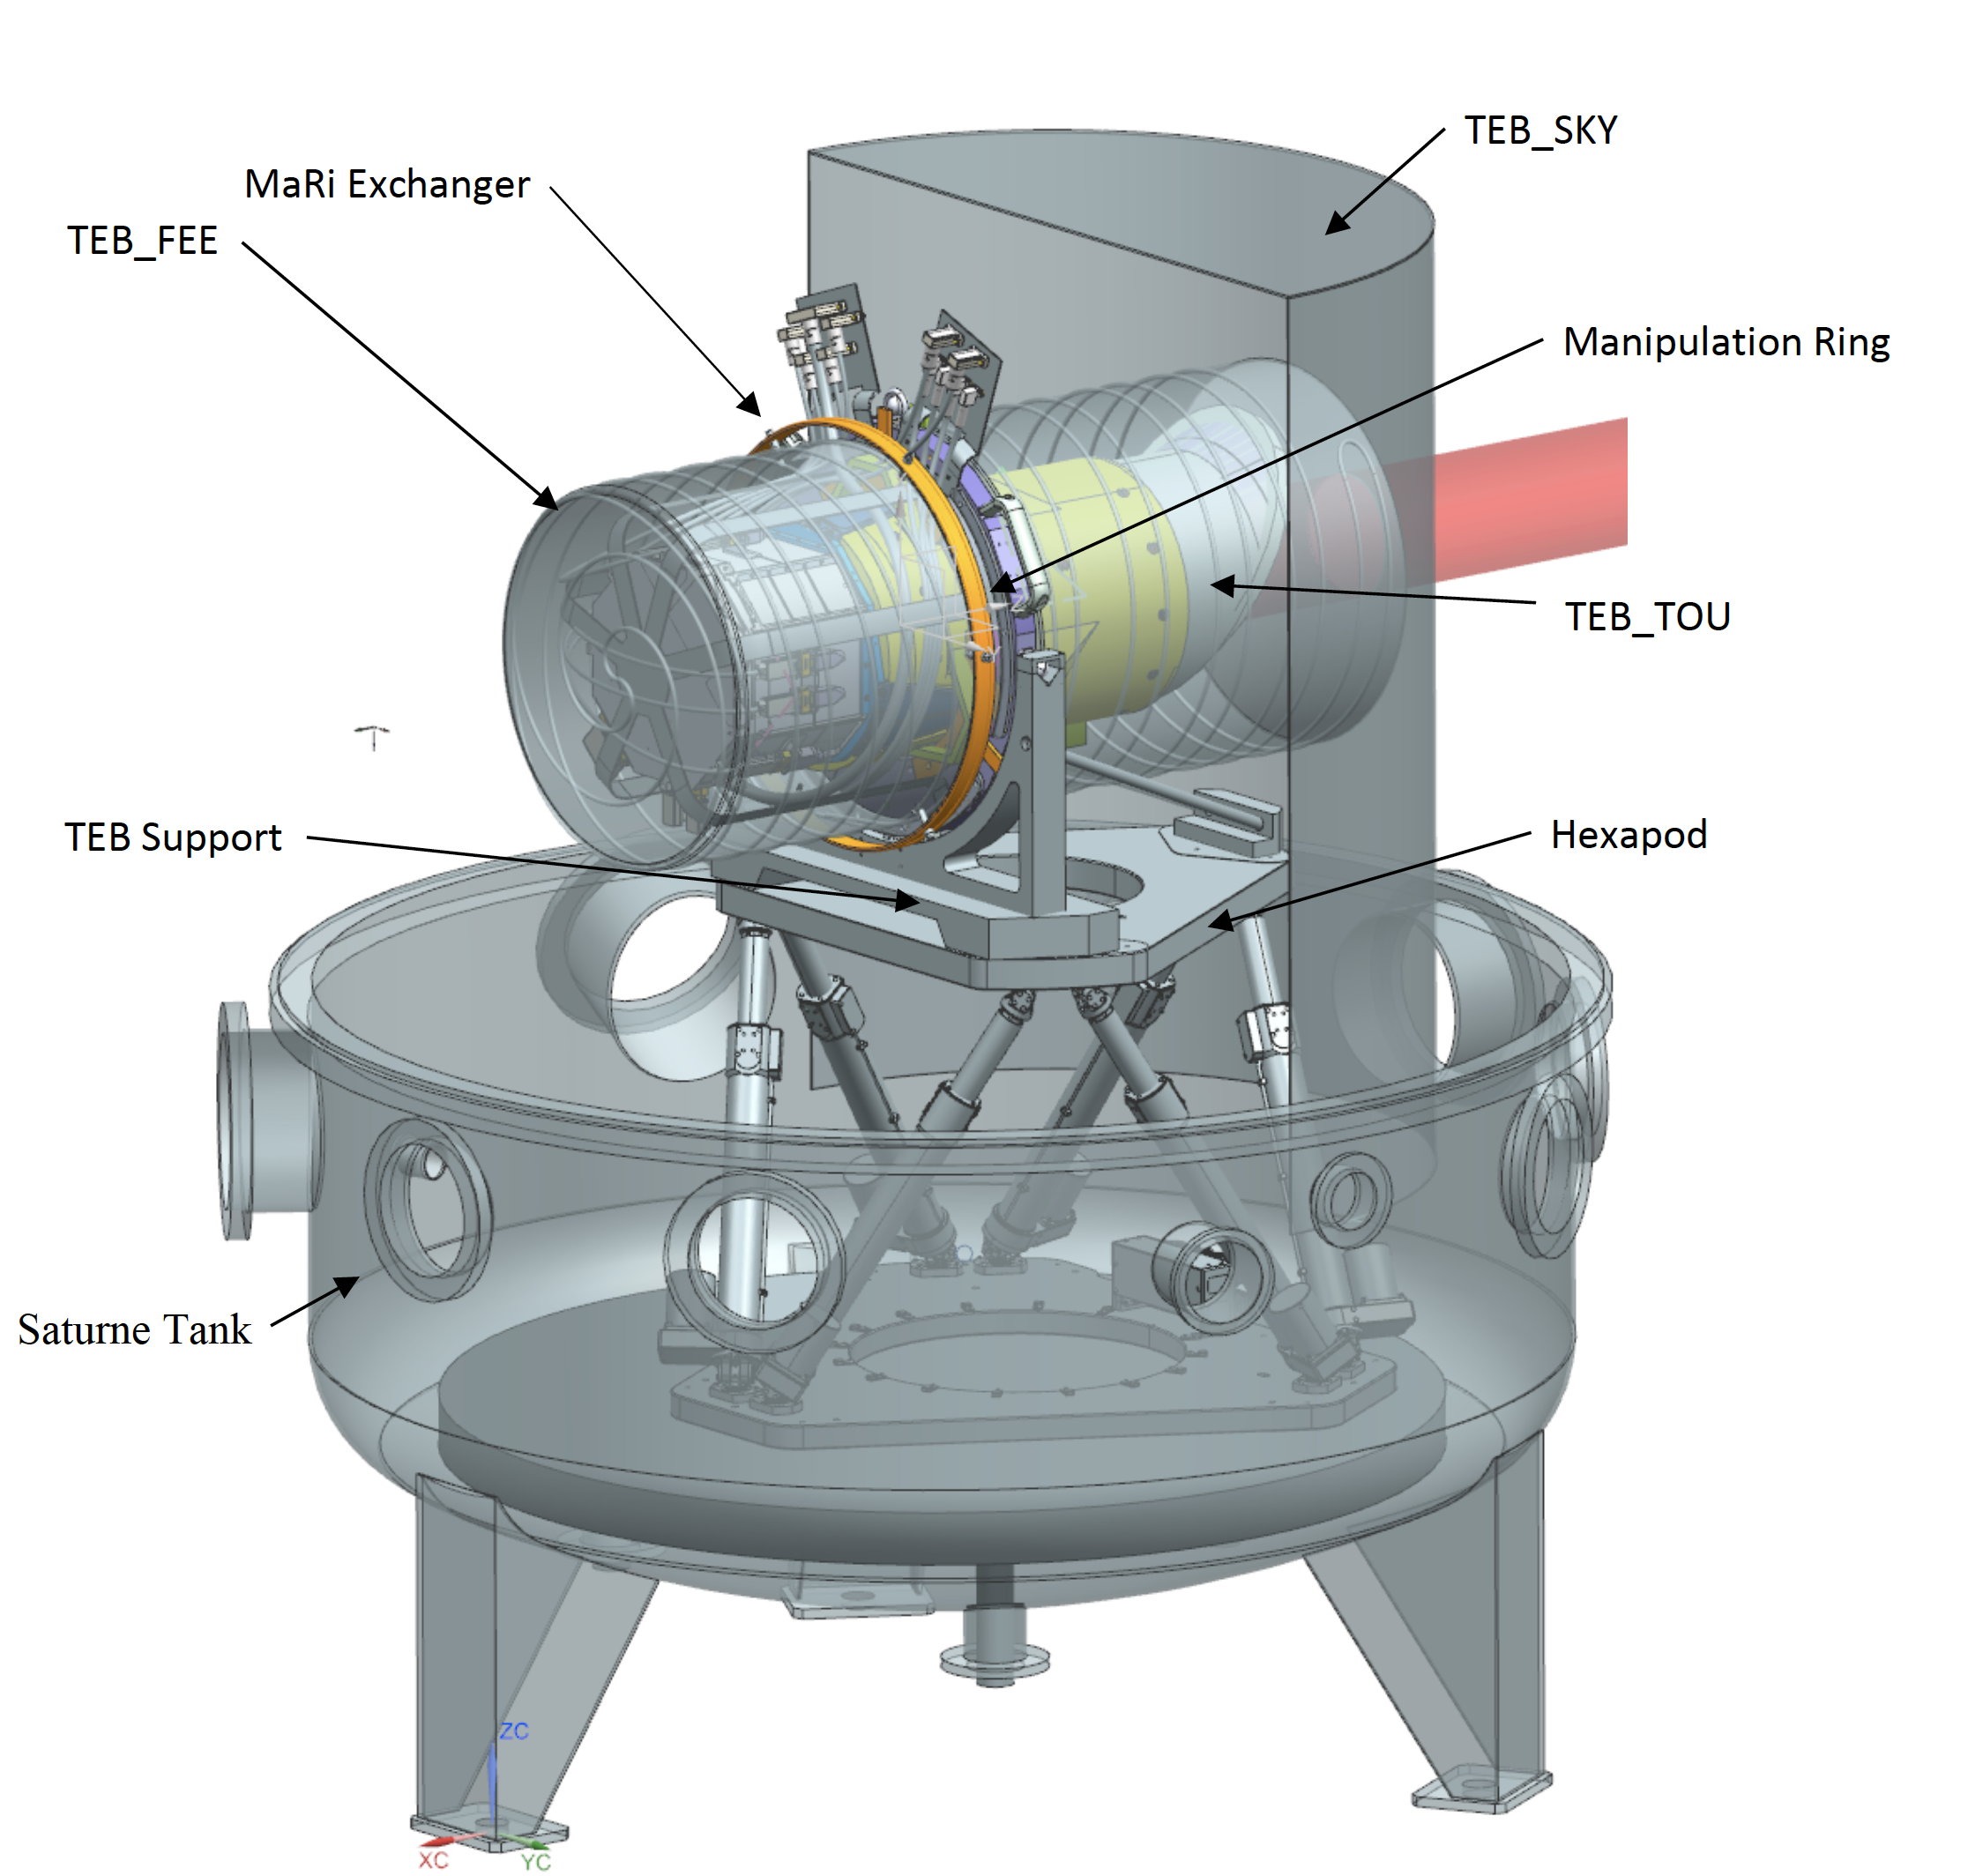 TEB_SKY
MaRi Exchanger
TEB_FEE
Manipulation Ring
TEB_TOU
TEB Support
Hexapod
Saturne Tank
ZC
XC
YC